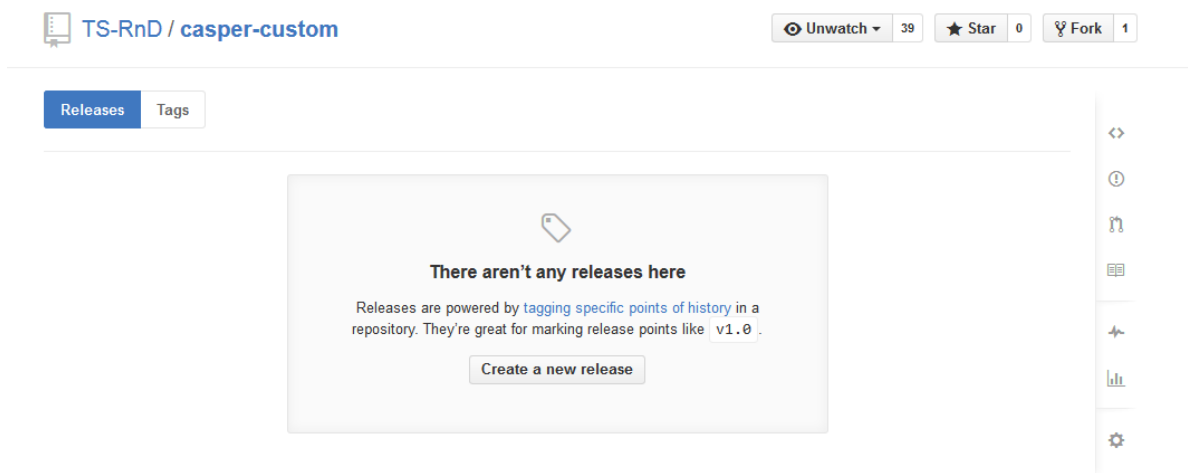 TS-RnD / casper-custom
Unwatch 39 Star 0 Fork 1
Releases Tags
There aren’t any releases here
Releases are powered by tagging specific points of history in a
repository. They’re great for marking release points like v1.0 .
Create a new release